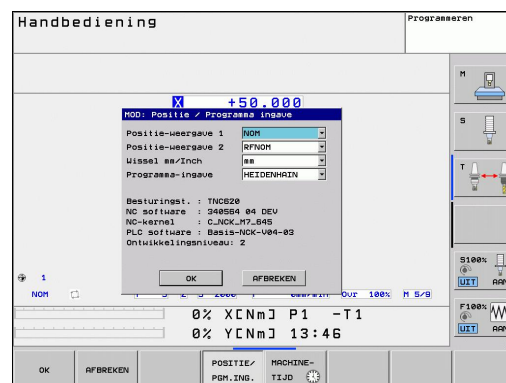 Handbediening
Programmeren
X +50.000
MOD: Positie / Programma ingave
Positie-weergave 1 NOM
Positie-weergave 2 RFNOM
Wissel mm/Inch mm
Programma-ingave HEIDENHAIN
Besturingst. : TNC620
NC software : 340564 04 DEV
NC-kernel : C_NCK_M7_645
PLC software : Basis-NCK-V04-03
Ontwikkelingsniveau: 2
OK AFBREKEN
M
S
T
S100%
UIT AAN
F100%
UIT AAN
1
NOM Ovr 100% M 5/9
0% X[Nm] P1 -T1
0% Y[Nm] 13:46
OK AFBREKEN POSITIE/ PGM.ING. MACHINE- TIJD